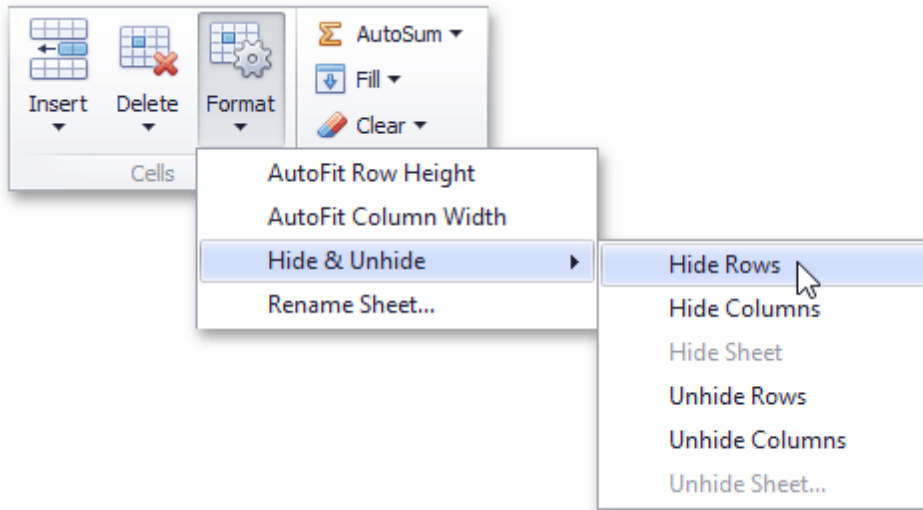 Insert
Delete
Format
AutoSum
Fill
Clear
Cells
AutoFit Row Height
AutoFit Column Width
Hide & Unhide
Rename Sheet...
Hide Rows
Hide Columns
Hide Sheet
Unhide Rows
Unhide Columns
Unhide Sheet...